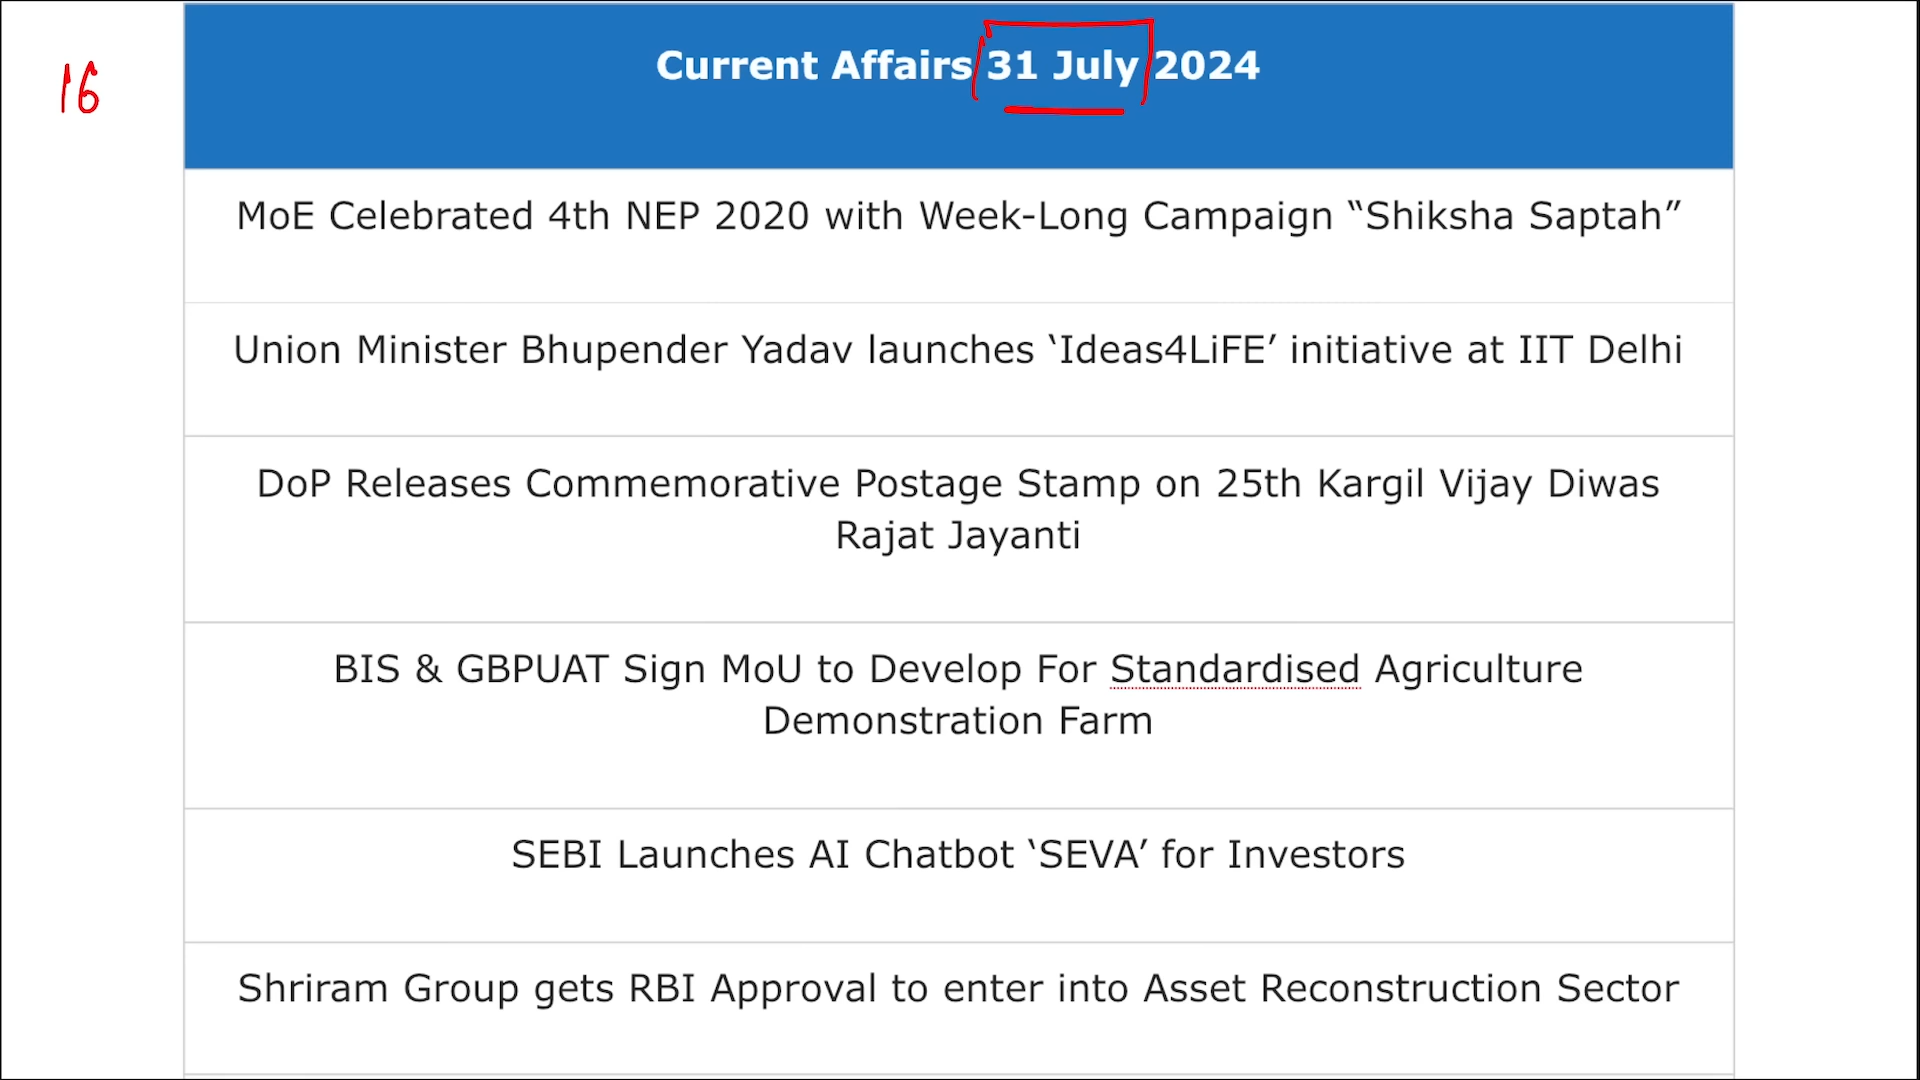 16
Current Affairs 31 July 2024
MoE Celebrated 4th NEP 2020 with Week-Long Campaign “Shiksha Saptah”
Union Minister Bhupender Yadav launches ‘Ideas4LiFE’ initiative at IIT Delhi
DoP Releases Commemorative Postage Stamp on 25th Kargil Vijay Diwas
Rajat Jayanti
BIS & GBPUAT Sign MoU to Develop For Standardised Agriculture
Demonstration Farm
SEBI Launches AI Chatbot ‘SEVA’ for Investors
Shriram Group gets RBI Approval to enter into Asset Reconstruction Sector